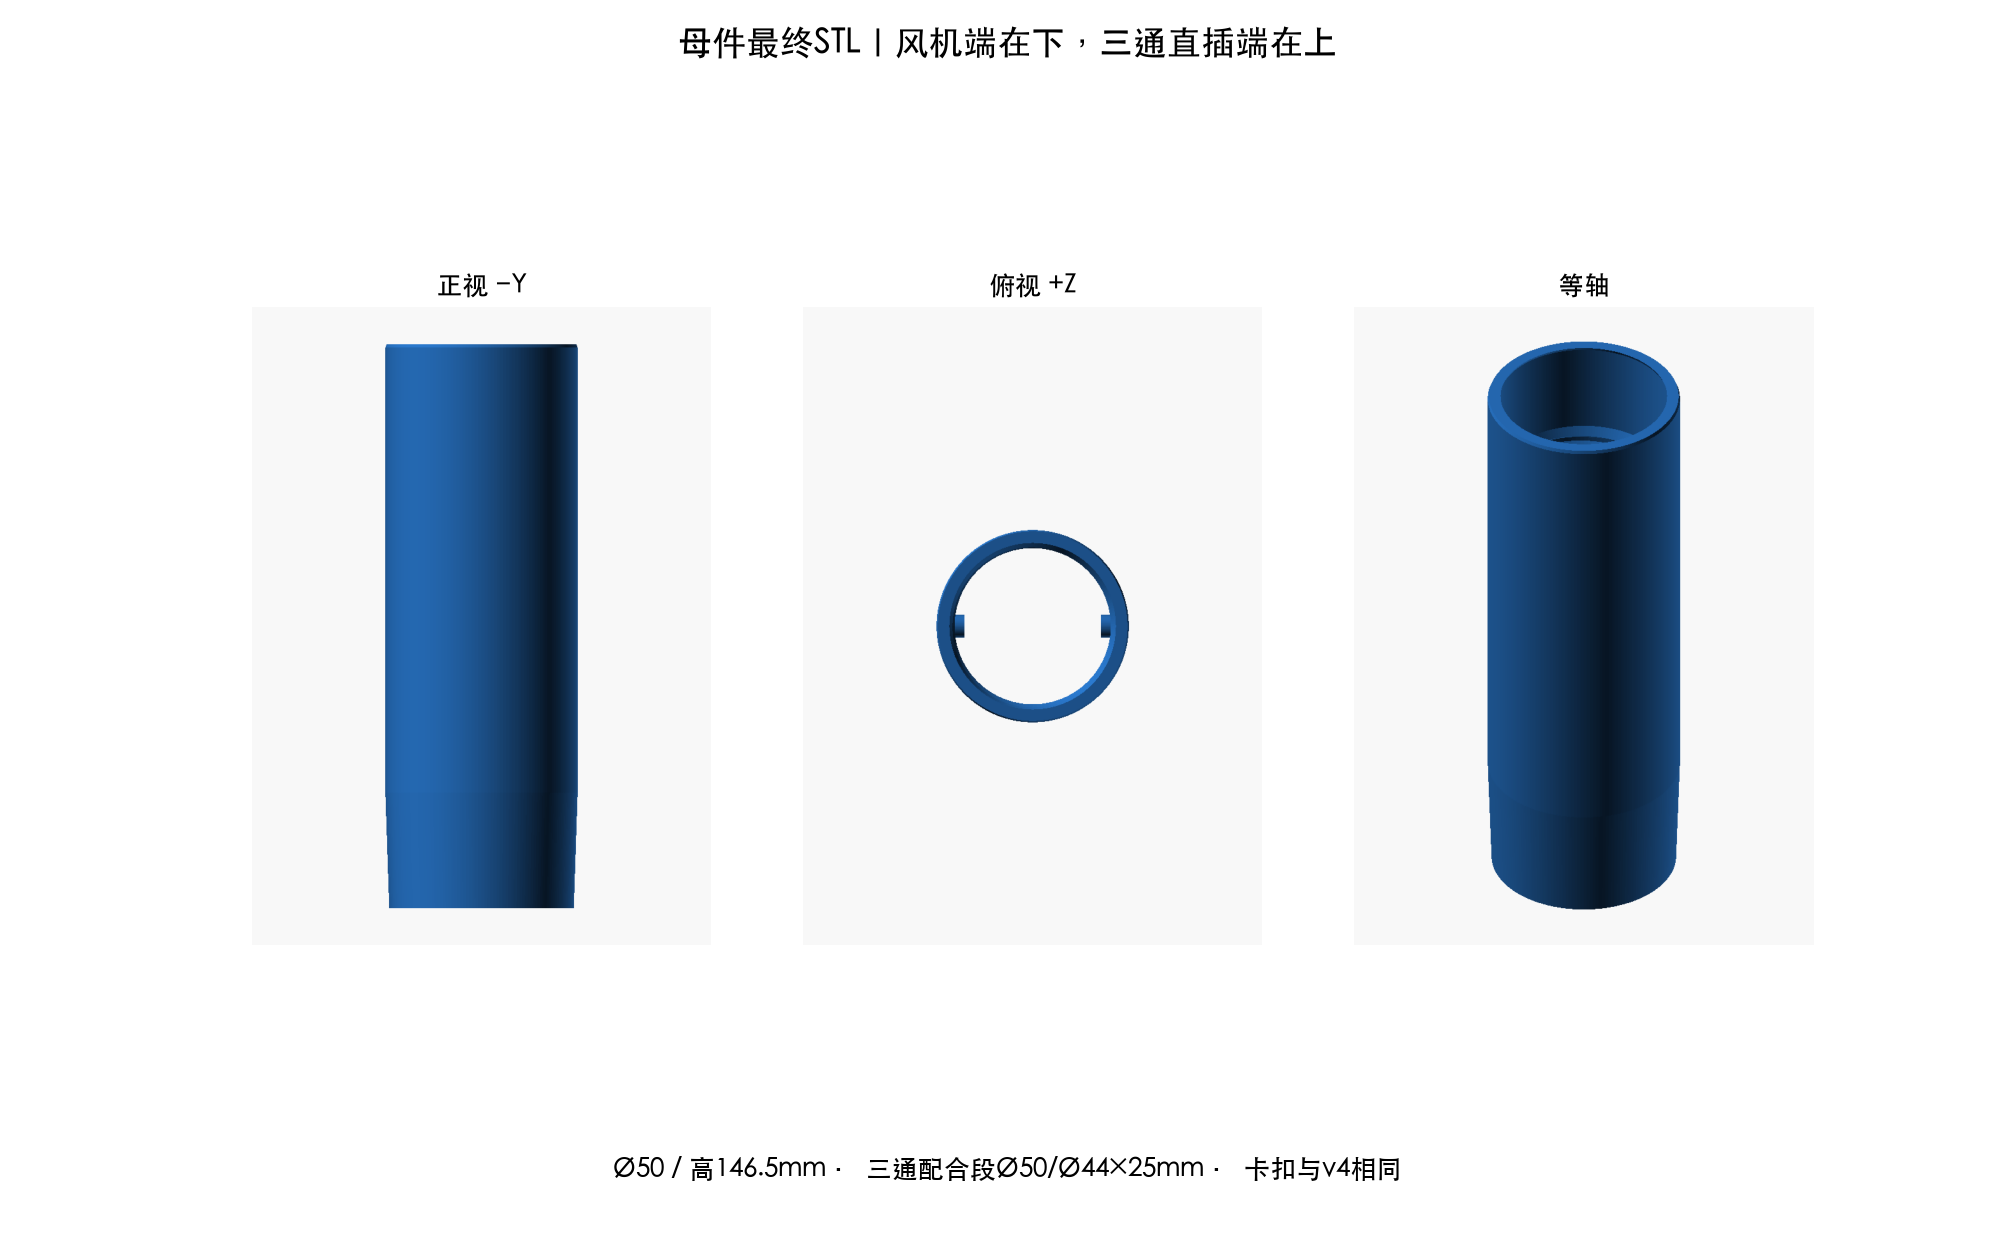 母件最终STL | 风机端在下，三通直插端在上
正视 -Y
俯视 +Z
等轴
Ø50 / 高146.5mm · 三通配合段Ø50/Ø44×25mm · 卡扣与v4相同